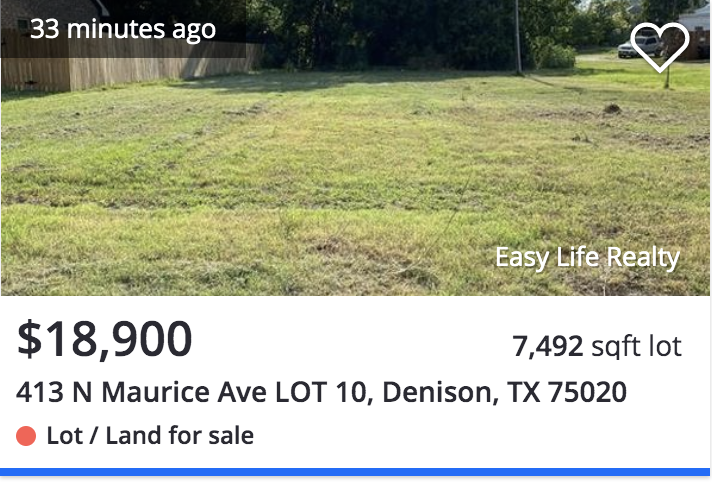 33 minutes ago
Easy Life Realty
$18,900
7,492 sqft lot
413 N Maurice Ave LOT 10, Denison, TX 75020
Lot / Land for sale